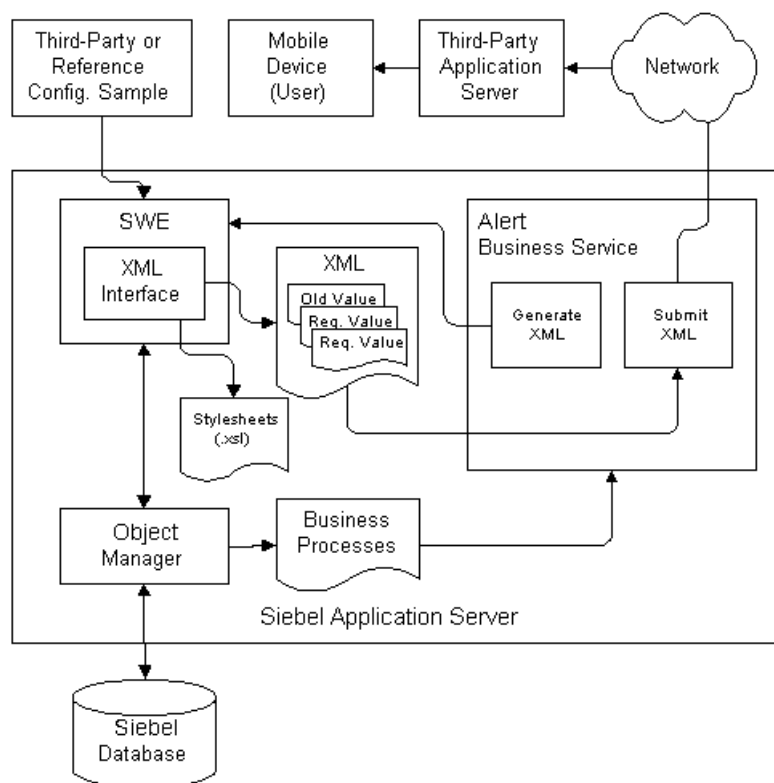 Third-Party or
Reference
Config. Sample
Mobile
Device
(User)
Third-Party
Application
Server
Network
SWE
XML
Interface
XML
Old Value
Req. Value
Req. Value
Alert
Business Service
Generate
XML
Submit
XML
Stylesheets
(.xsl)
Object
Manager
Business
Processes
Siebel Application Server
Siebel
Database